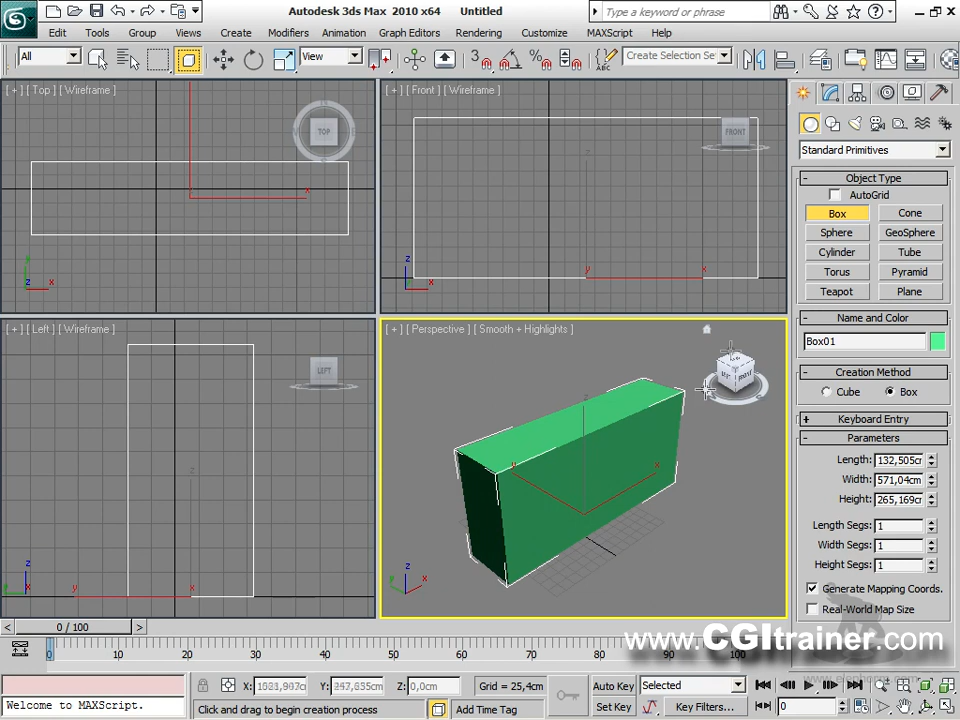 Autodesk 3ds Max 2010 x64 Untitled
Type a keyword or phrase
Edit Tools Group Views Create Modifiers Animation Graph Editors Rendering Customize MAXScript Help
All View 3 Create Selection Se
[ + ] [ Top ] [ Wireframe ]
TOP
[ + ] [ Front ] [ Wireframe ]
FRONT
[ + ] [ Left ] [ Wireframe ]
LEFT
[ + ] [ Perspective ] [ Smooth + Highlights ]
FRONT
Standard Primitives
- Object Type
AutoGrid
Box Cone
Sphere GeoSphere
Cylinder Tube
Torus Pyramid
Teapot Plane
- Name and Color
Box01
- Creation Method
Cube Box
+ Keyboard Entry
- Parameters
Length: 132,505cm
Width: 571,04cm
Height: 265,169cm
Length Segs: 1
Width Segs: 1
Height Segs: 1
Generate Mapping Coords.
Real-World Map Size
< 0 / 100 >
0 10 20 30 40 50 60 70 80 90 100
www.CGItrainer.com
Welcome to MAXScript.
X: Y: Z: 0,0cm Grid = 25,4cm
Click and drag to begin creation process
Add Time Tag
Auto Key Selected
Set Key Key Filters...
0